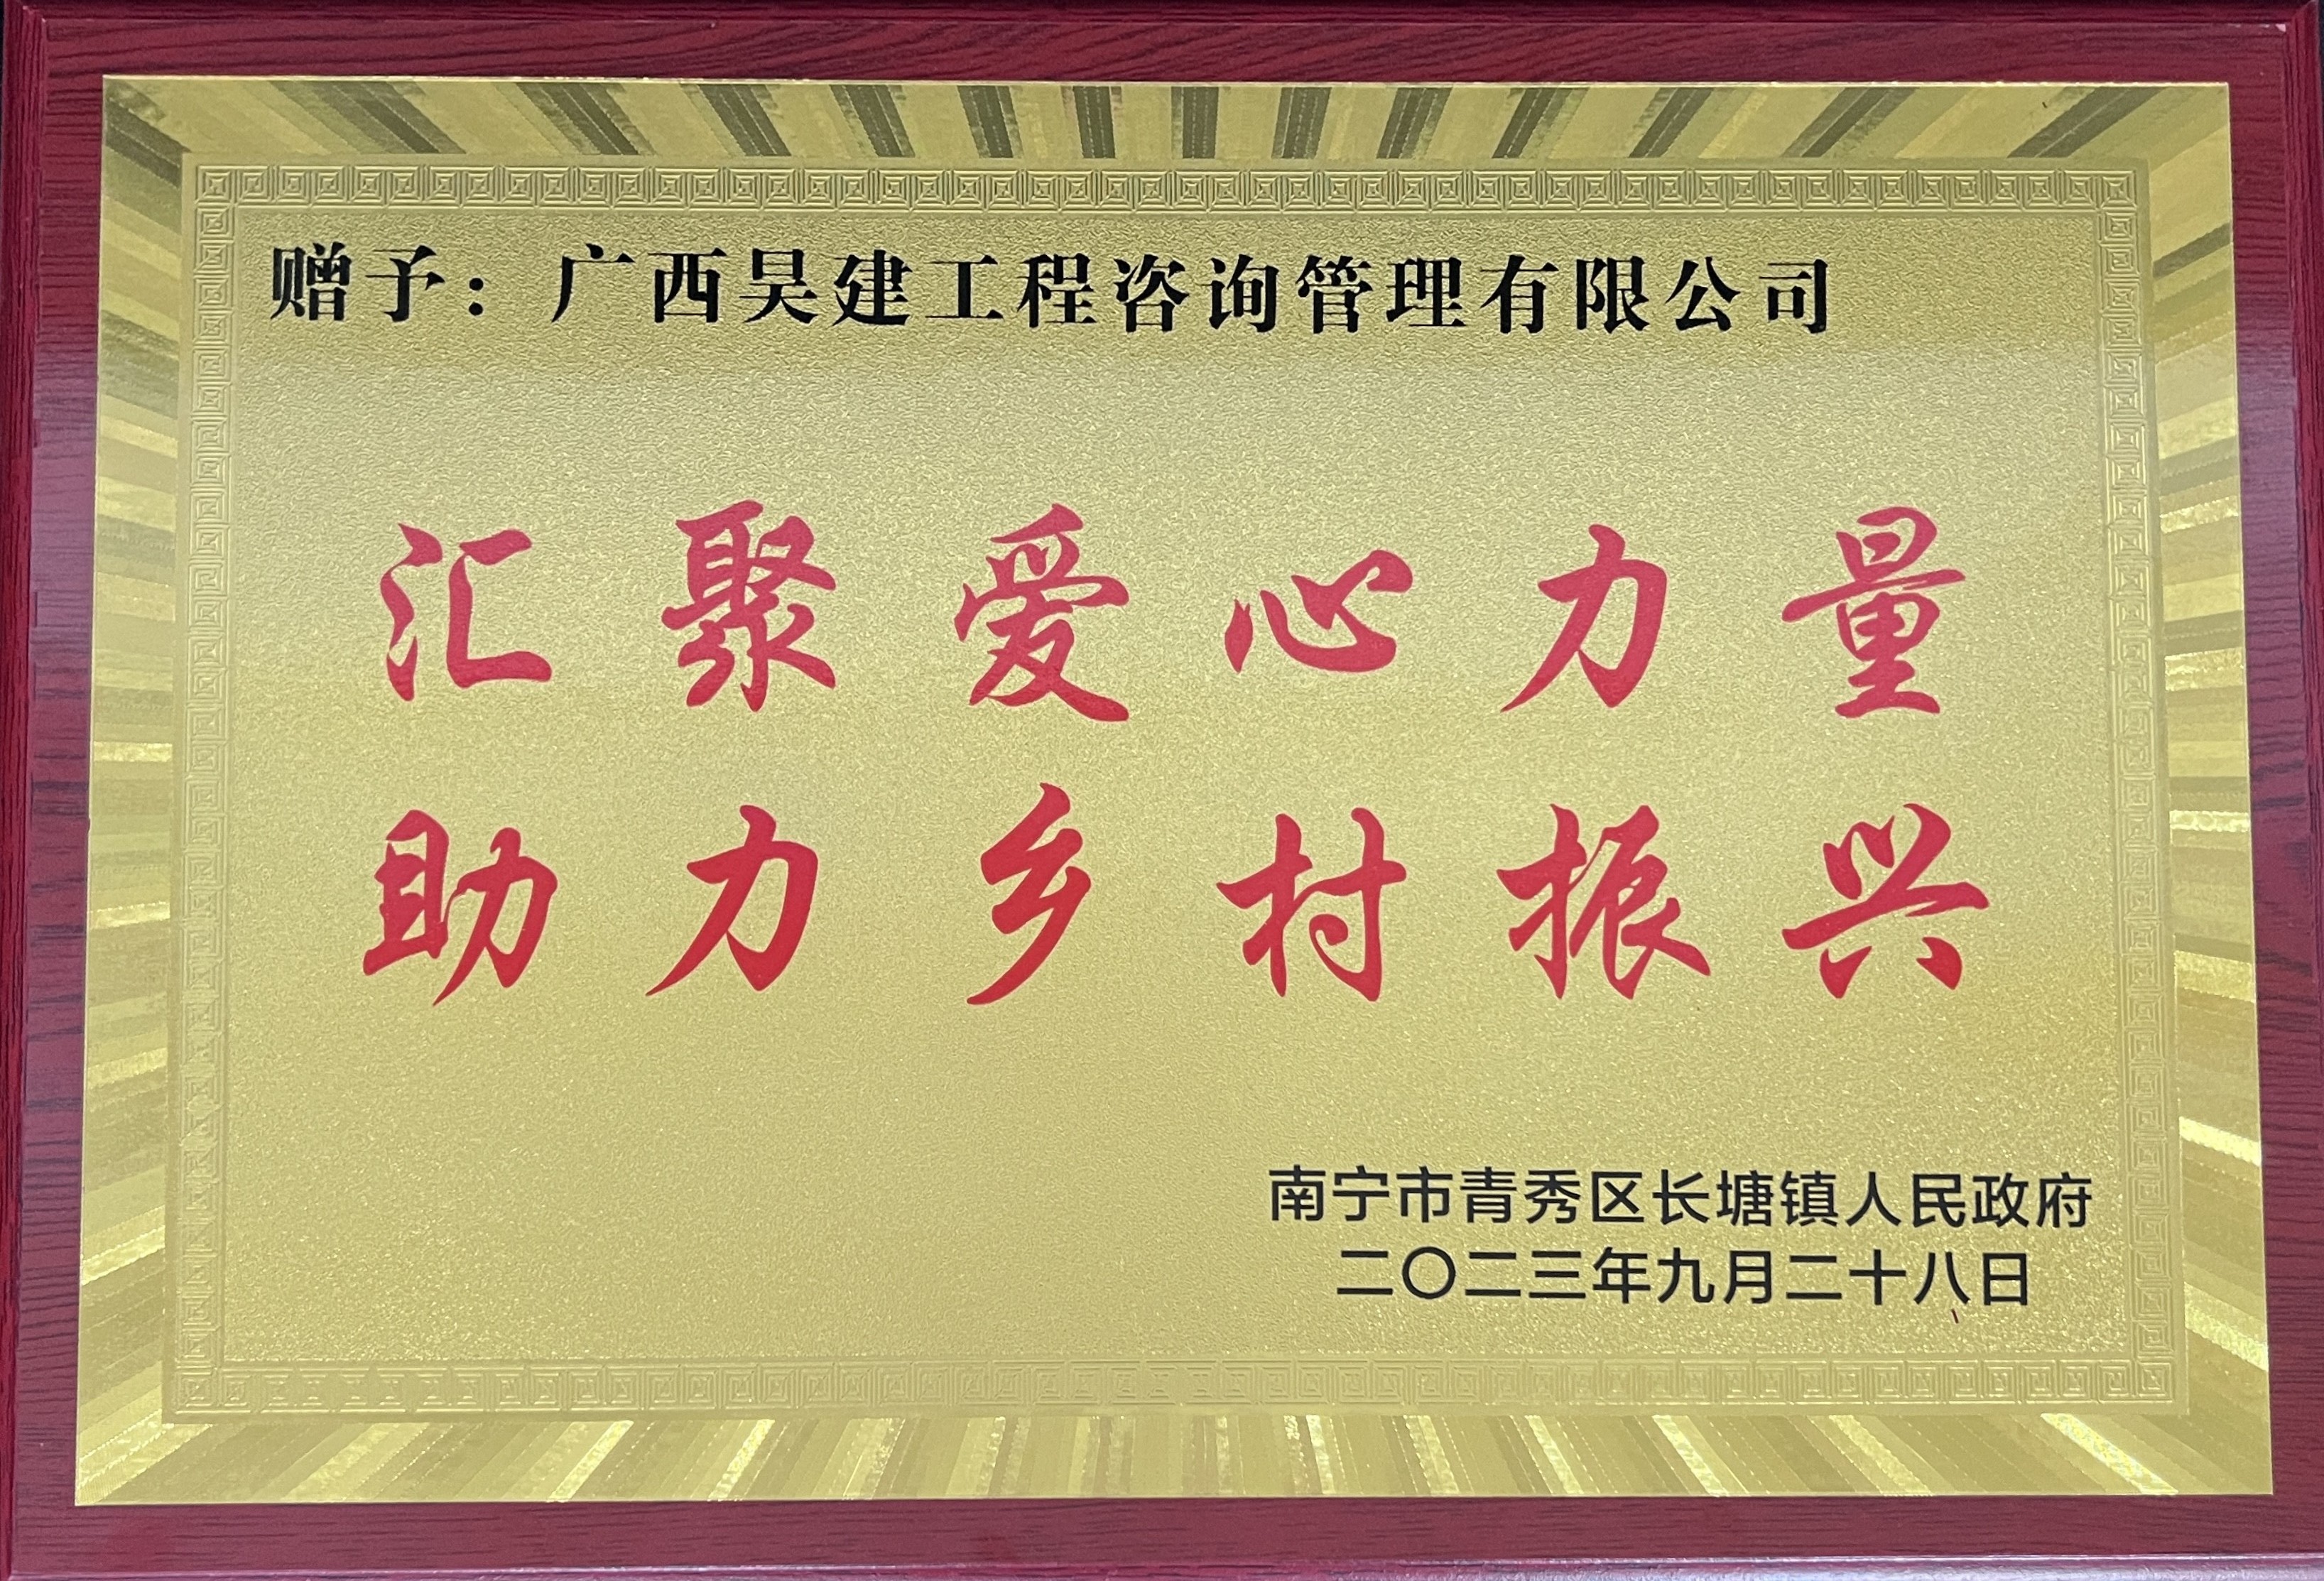 赠予：广西昊建工程咨询管理有限公司
汇聚爱心力量
助力乡村振兴
南宁市青秀区长塘镇人民政府
二〇二三年九月二十八日